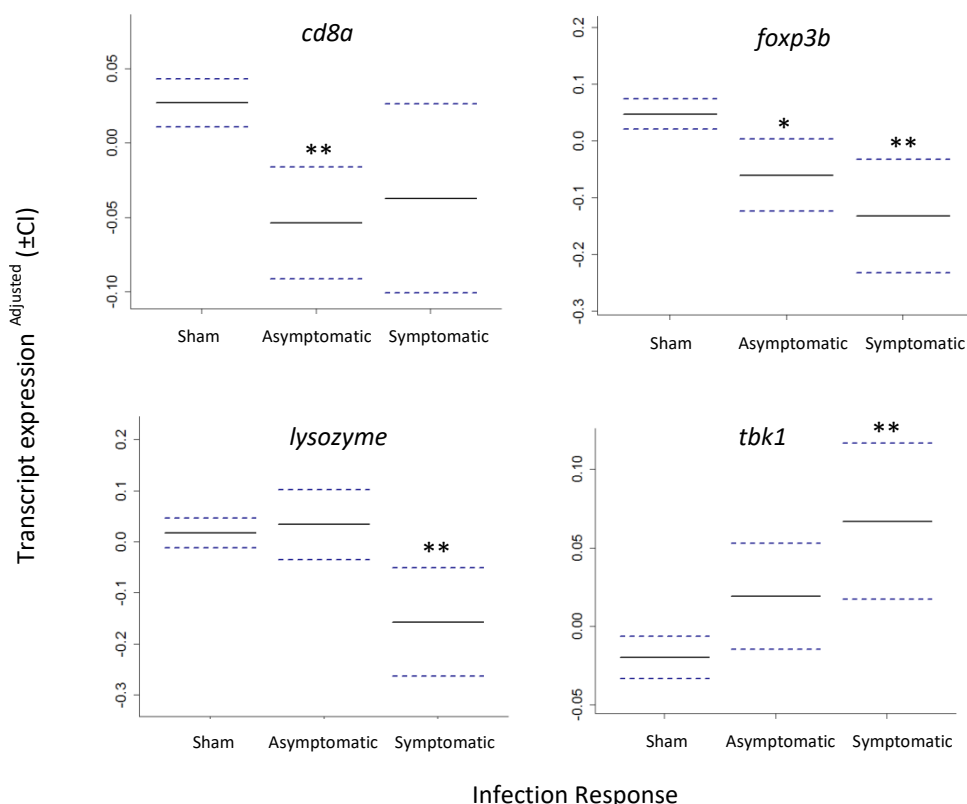 cd8a
0.05
0.00
-0.05
-0.10
**
Sham Asymptomatic Symptomatic
foxp3b
0.2
0.1
0.0
-0.1
-0.2
-0.3
*
**
Sham Asymptomatic Symptomatic
Transcript expression Adjusted (±CI)
lysozyme
0.2
0.1
0.0
-0.1
-0.2
-0.3
**
Sham Asymptomatic Symptomatic
tbk1
**
0.10
0.05
0.00
-0.05
Sham Asymptomatic Symptomatic
Infection Response